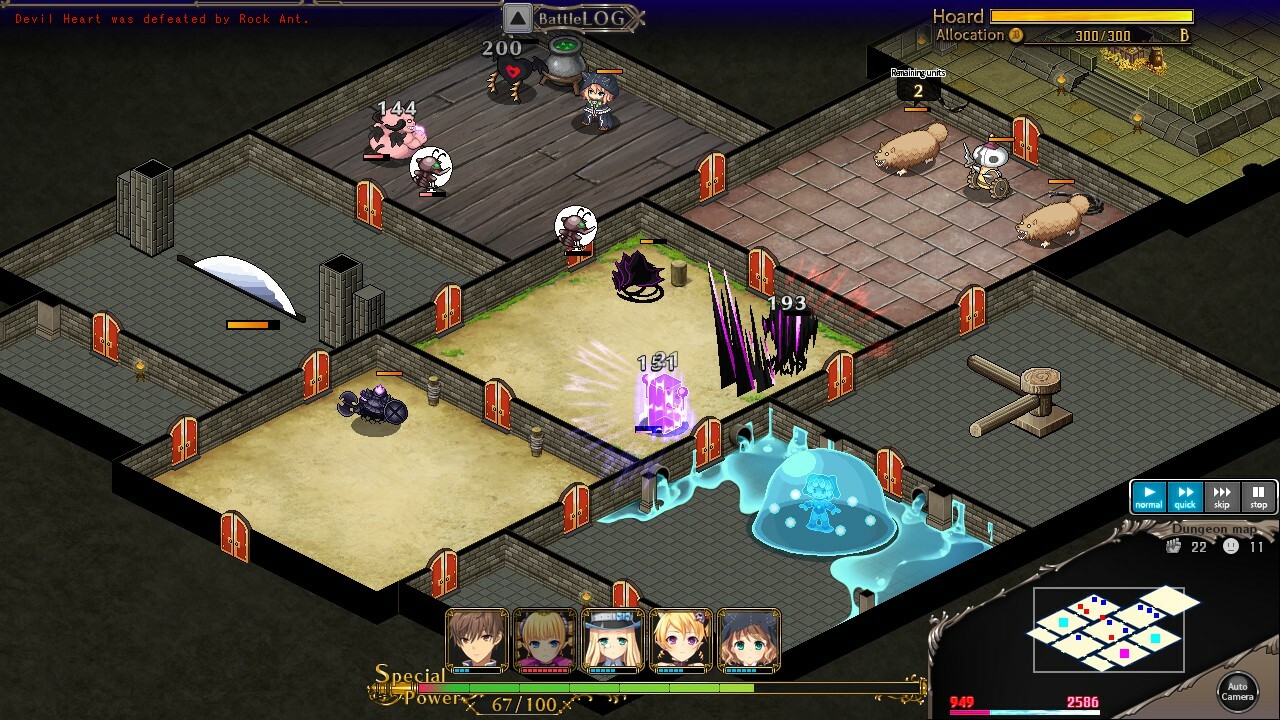 Devil Heart was defeated by Rock Ant.
BattleLOG
Hoard
Allocation 300/300 B
Remaining units
2
200
144
193
151
normal quick skip stop
Dungeon map
22 11
Special
Power
67/100
949 2586
Auto
Camera